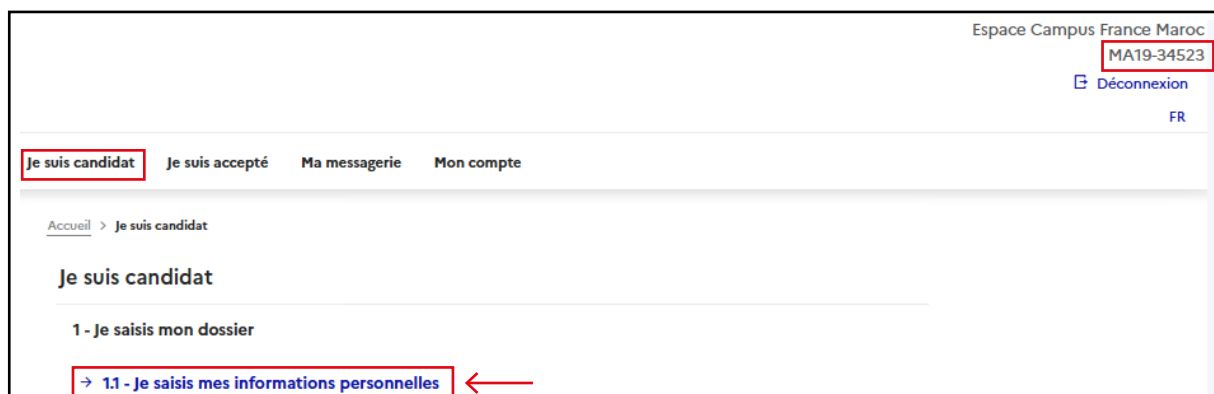 Espace Campus France Maroc
MA19-34523
Déconnexion
FR
Je suis candidat Je suis accepté Ma messagerie Mon compte
Accueil > Je suis candidat
Je suis candidat
1 - Je saisis mon dossier
→ 1.1 - Je saisis mes informations personnelles